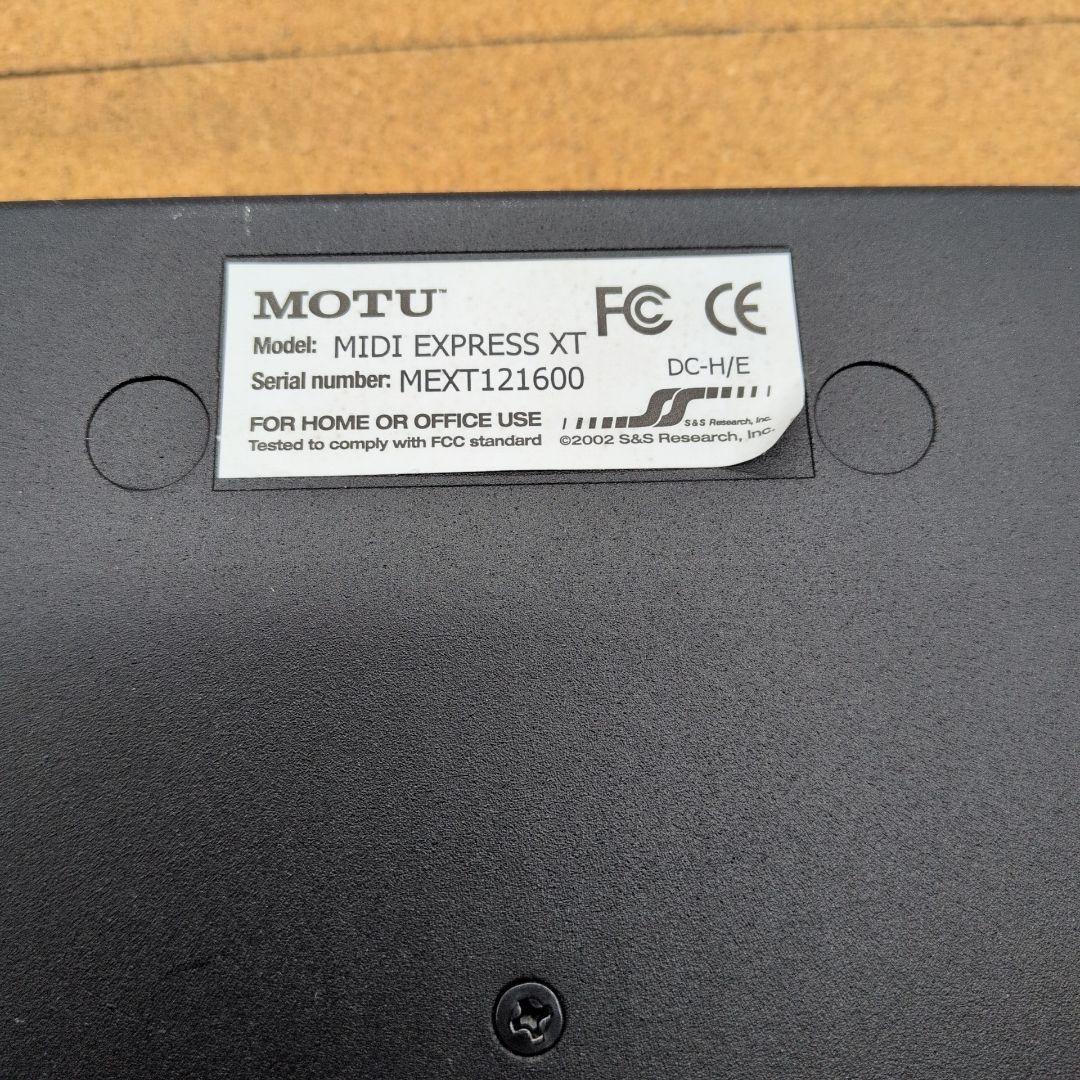 MOTU™
FC CE
Model: MIDI EXPRESS XT
DC-H/E
Serial number: MEXT121600
S&S Research, Inc.
FOR HOME OR OFFICE USE
Tested to comply with FCC standard
©2002 S&S Research, Inc.